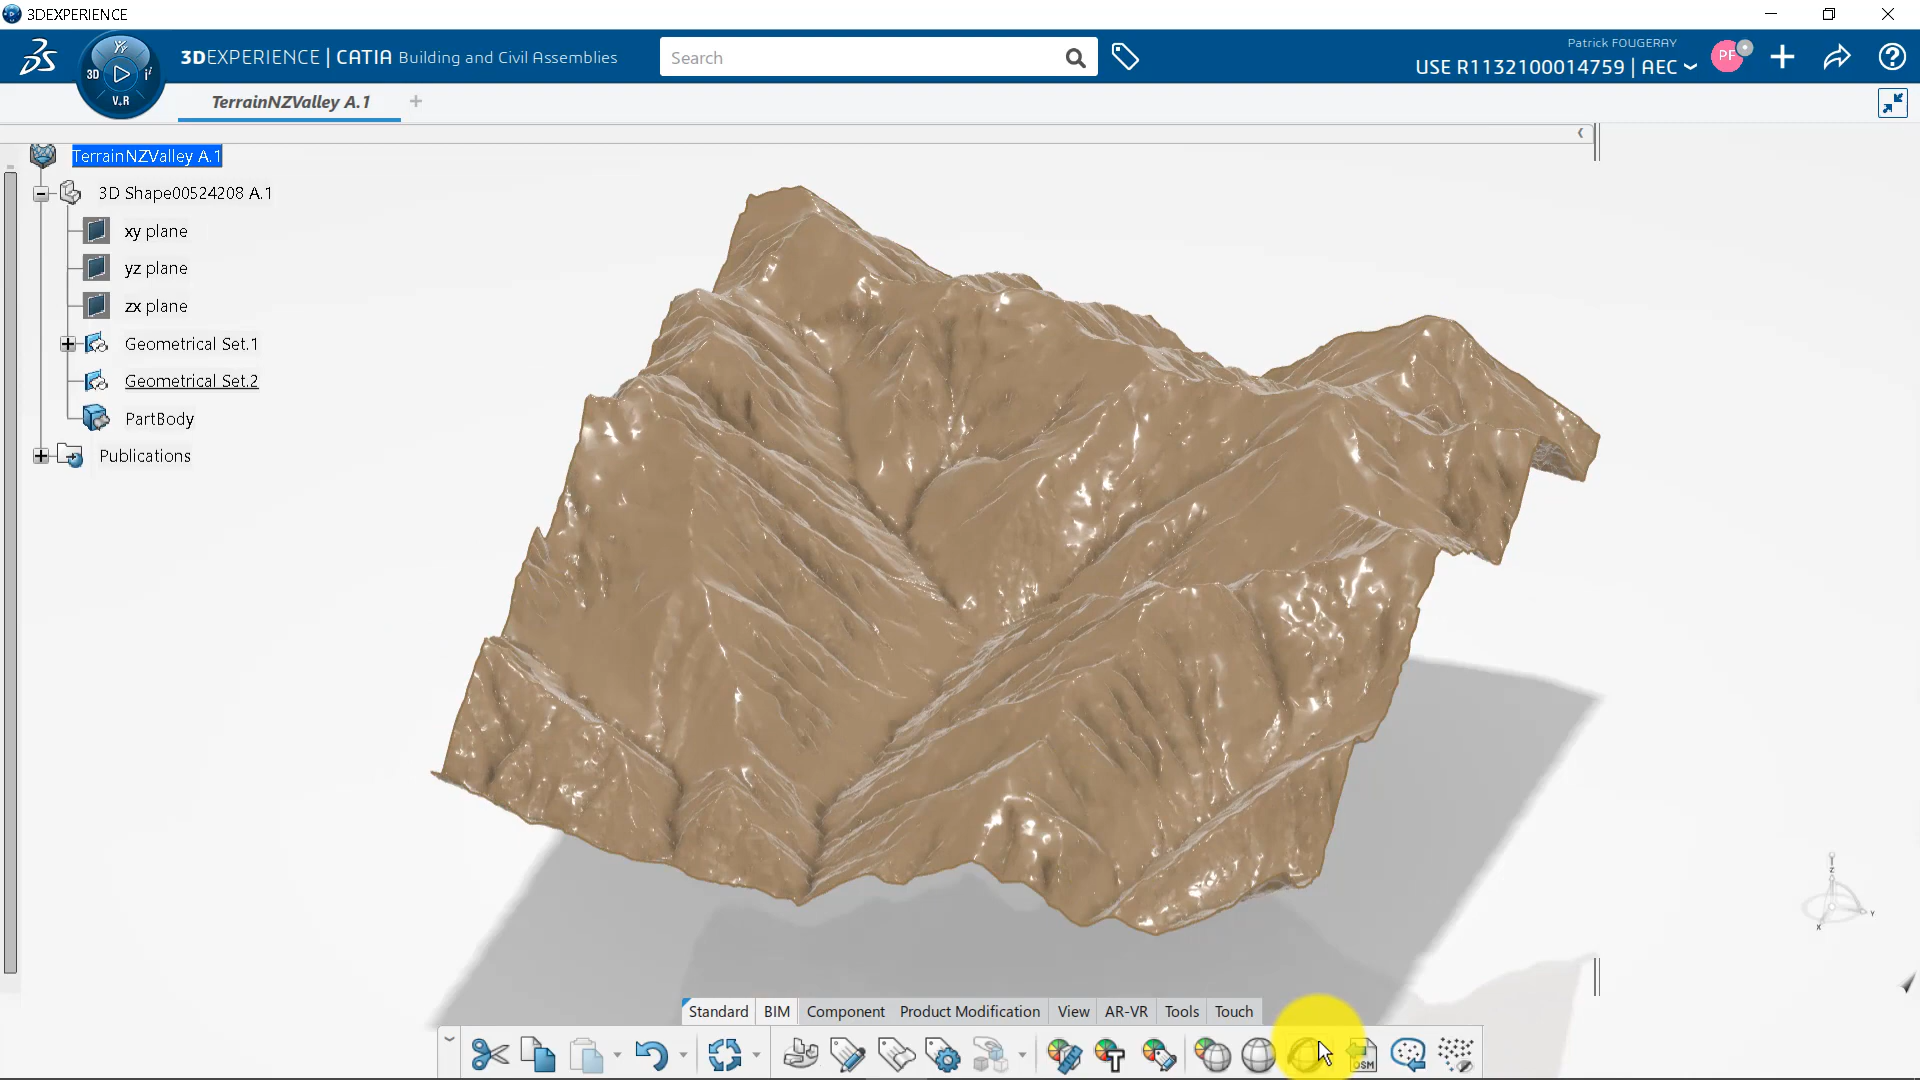 3DEXPERIENCE
3D
V.R
3DEXPERIENCE | CATIA Building and Civil Assemblies
Search
Patrick FOUGERAY
USE R1132100014759 | AEC
PF
TerrainNZValley A.1
TerrainNZValley A.1
3D Shape00524208 A.1
xy plane
yz plane
zx plane
Geometrical Set.1
Geometrical Set.2
PartBody
Publications
Z
Y
X
Standard
BIM
Component
Product Modification
View
AR-VR
Tools
Touch
OSM